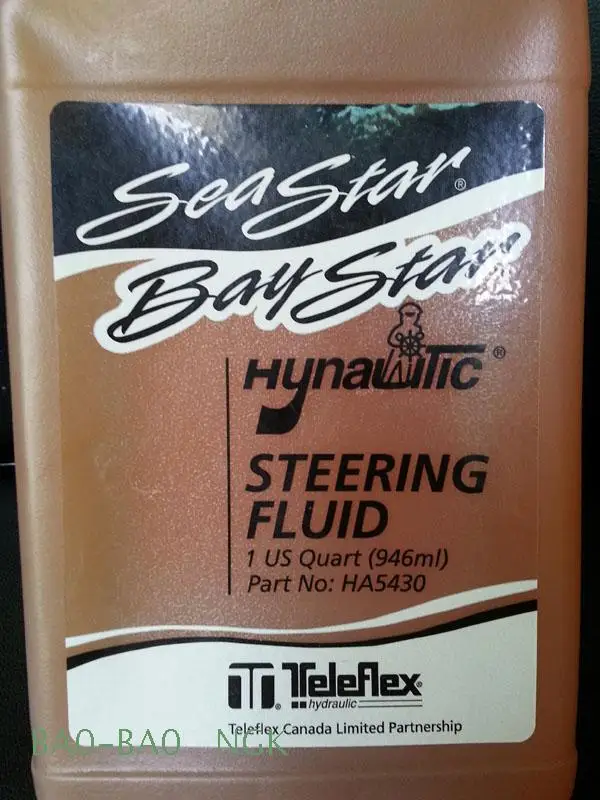 SeaStar®
BayStar
HynauTic®
STEERING
FLUID
1 US Quart (946ml)
Part No: HA5430
TT® Teleflex®
hydraulic
Teleflex Canada Limited Partnership
BAO-BAO NGK